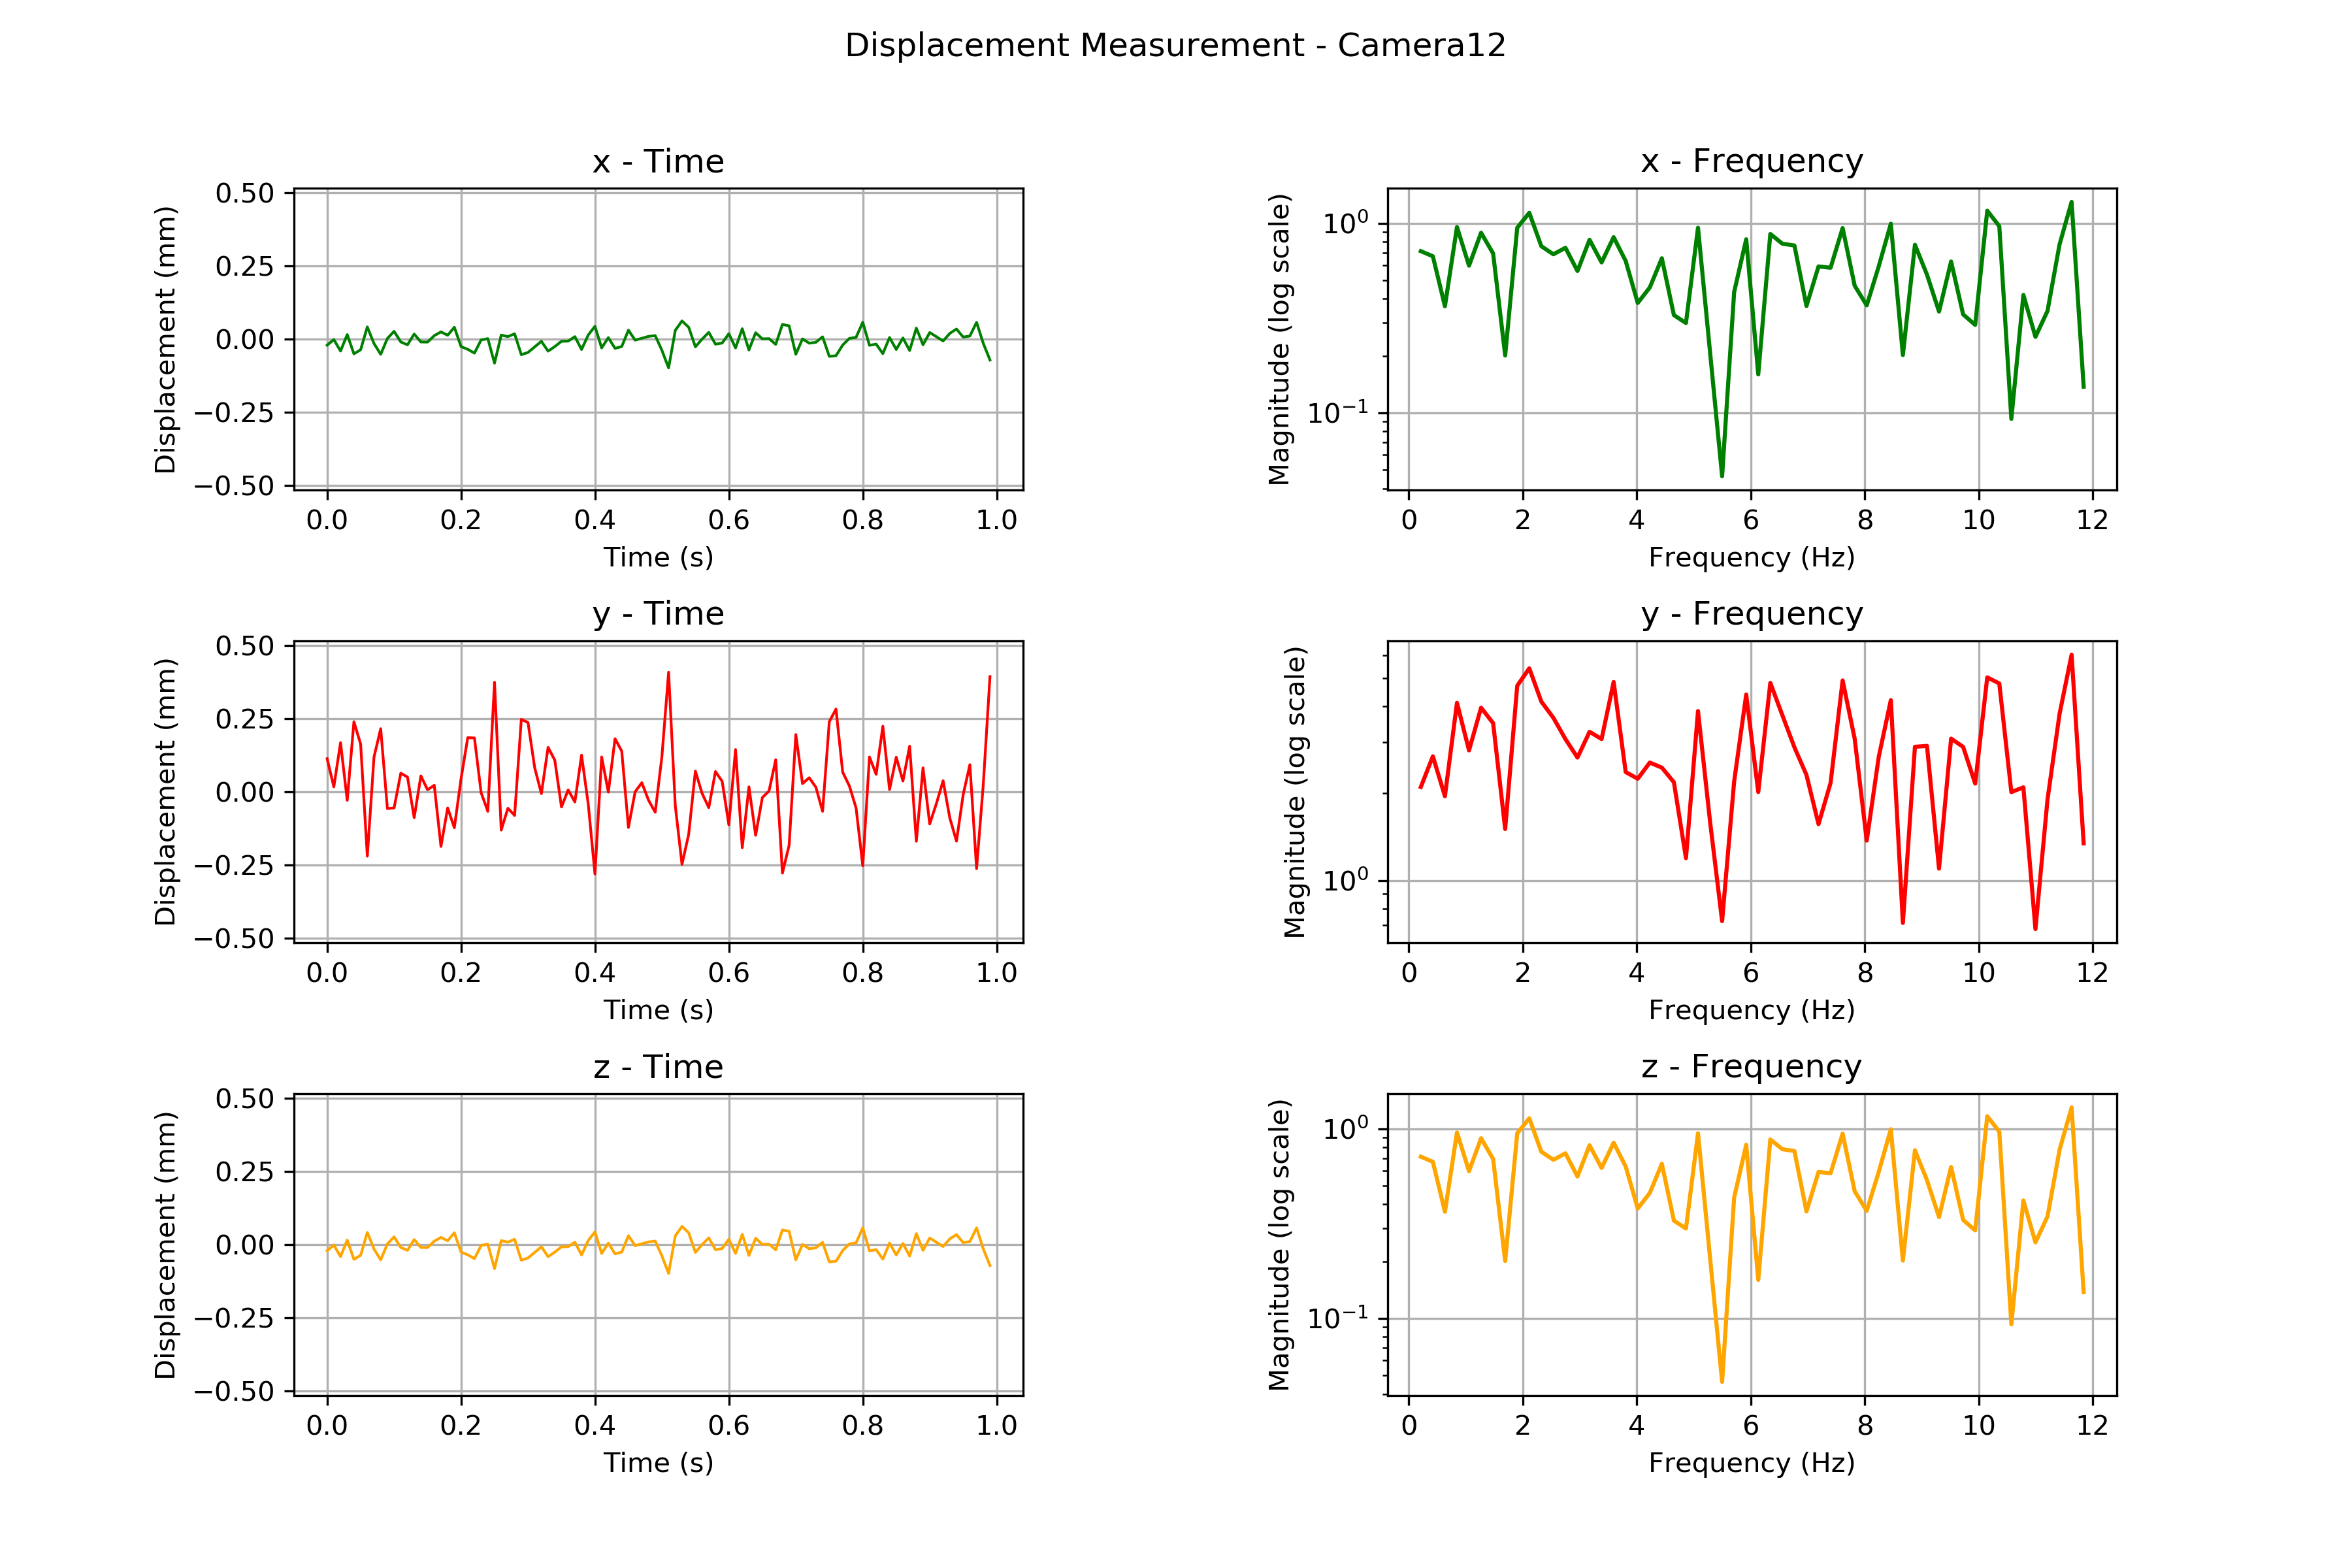 Displacement Measurement - Camera12
x - Time
Displacement (mm)
0.50
0.25
0.00
−0.25
−0.50
0.0 0.2 0.4 0.6 0.8 1.0
Time (s)
x - Frequency
Magnitude (log scale)
10⁰
10⁻¹
0 2 4 6 8 10 12
Frequency (Hz)
y - Time
Displacement (mm)
0.50
0.25
0.00
−0.25
−0.50
0.0 0.2 0.4 0.6 0.8 1.0
Time (s)
y - Frequency
Magnitude (log scale)
10⁰
0 2 4 6 8 10 12
Frequency (Hz)
z - Time
Displacement (mm)
0.50
0.25
0.00
−0.25
−0.50
0.0 0.2 0.4 0.6 0.8 1.0
Time (s)
z - Frequency
Magnitude (log scale)
10⁰
10⁻¹
0 2 4 6 8 10 12
Frequency (Hz)